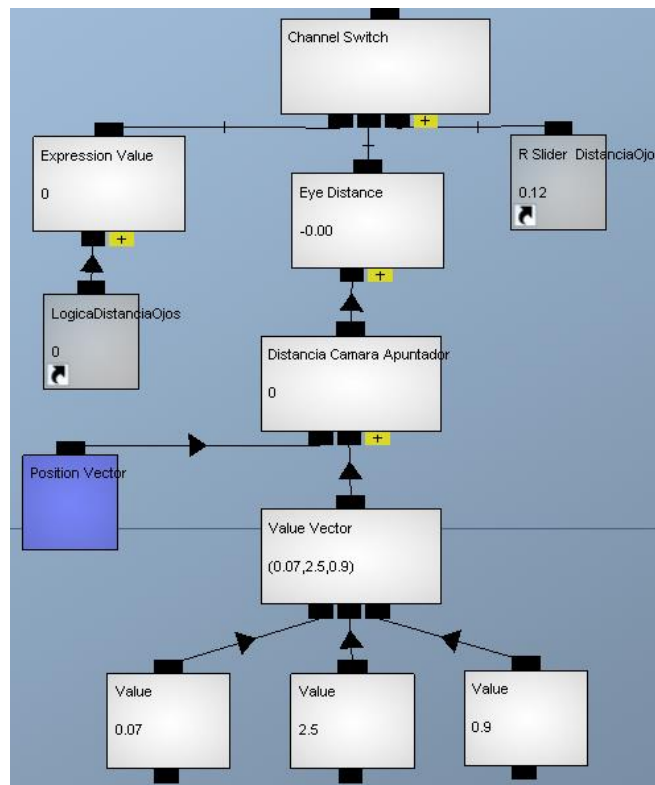 Channel Switch
+
Expression Value
0
+
Eye Distance
-0.00
+
R Slider DistanciaOjo
0.12
LogicaDistanciaOjos
0
Distancia Camara Apuntador
0
+
Position Vector
Value Vector
(0.07,2.5,0.9)
Value
0.07
Value
2.5
Value
0.9